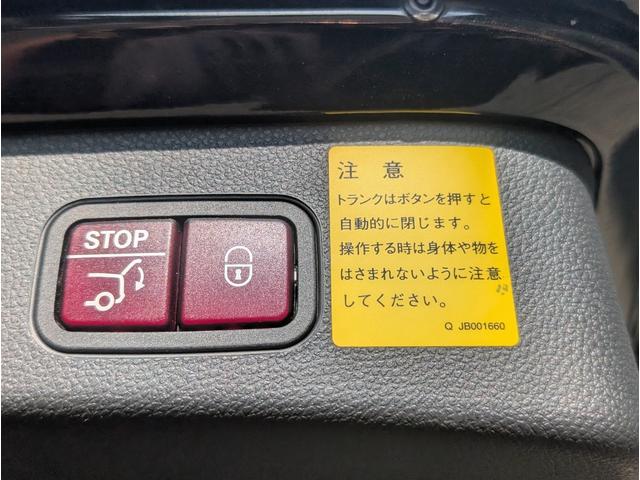 STOP
注意
トランクはボタンを押すと
自動的に閉じます。
操作する時は身体や物を
はさまれないように注意
してください。
Q JB001660